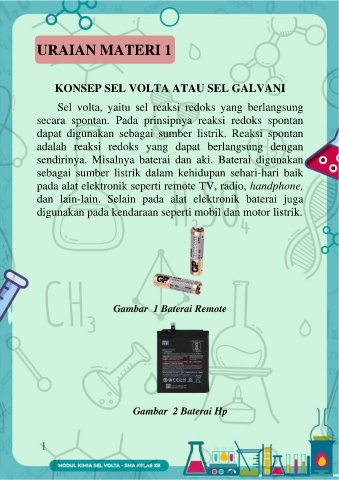 URAIAN MATERI 1
KONSEP SEL VOLTA ATAU SEL GALVANI
Sel volta, yaitu sel reaksi redoks yang berlangsung
secara spontan. Pada prinsipnya reaksi redoks spontan
dapat digunakan sebagai sumber listrik. Reaksi spontan
adalah reaksi redoks yang dapat berlangsung dengan
sendirinya. Misalnya baterai dan aki. Baterai digunakan
sebagai sumber listrik dalam kehidupan sehari-hari baik
pada alat elektronik seperti remote TV, radio, handphone,
dan lain-lain. Selain pada alat elektronik baterai juga
digunakan pada kendaraan seperti mobil dan motor listrik.
GP
GP
Gambar 1 Baterai Remote
mi
Gambar 2 Baterai Hp
CH3
MODUL KIMIA SEL VOLTA - SMA